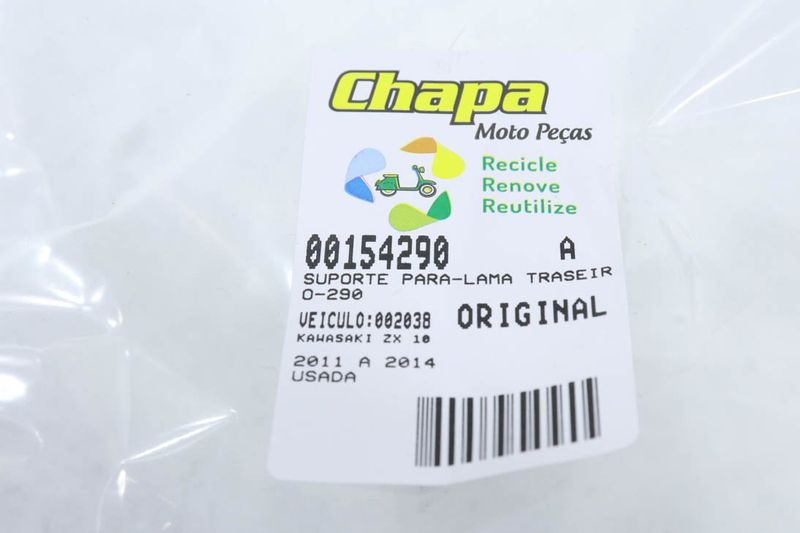 Chapa
Moto Peças
Recicle
Renove
Reutilize
00154290 A
SUPORTE PARA-LAMA TRASEIR
O-290
VEICULO:002038 ORIGINAL
KAWASAKI ZX 10
2011 A 2014
USADA